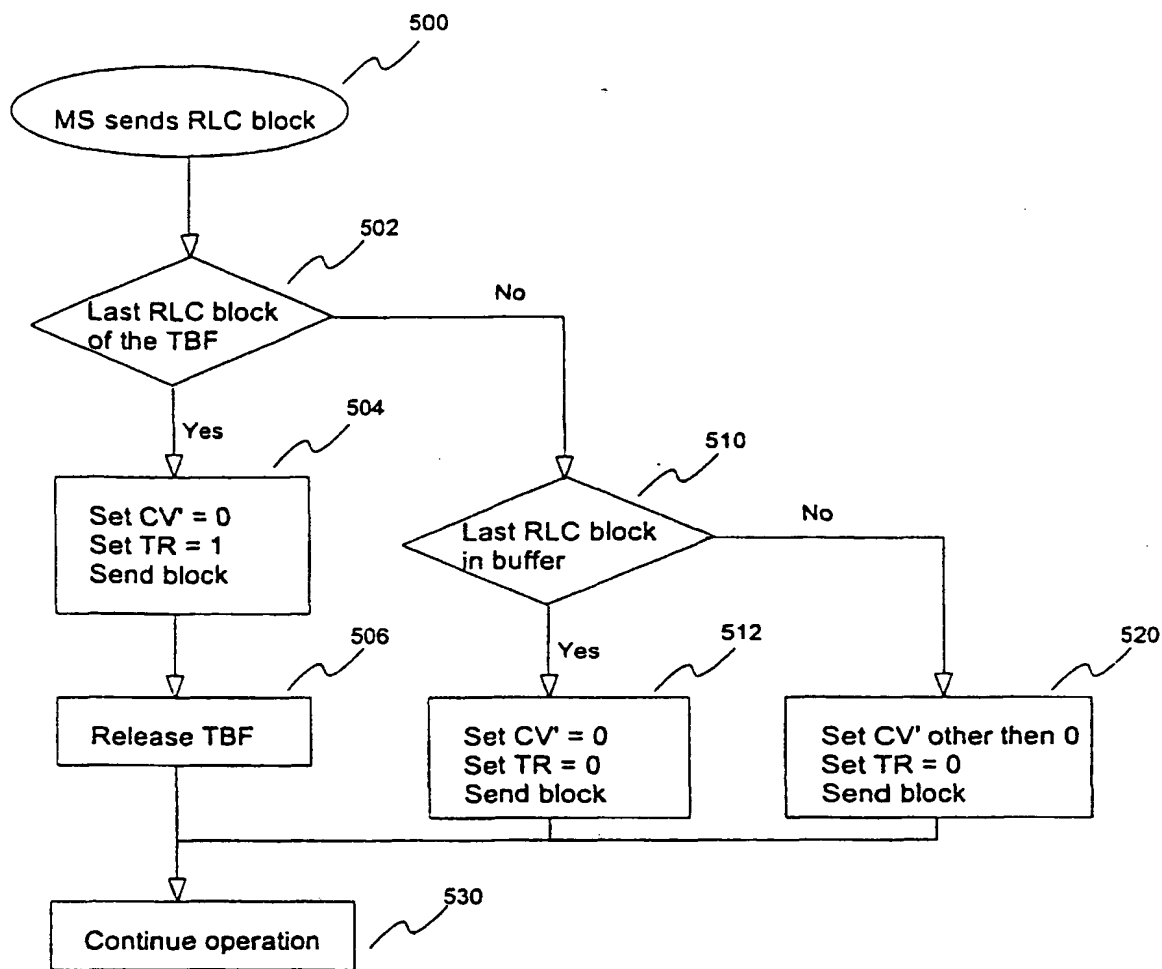 500
MS sends RLC block
502
Last RLC block
of the TBF
No
Yes
504
Set CV' = 0
Set TR = 1
Send block
510
Last RLC block
in buffer
No
506
Release TBF
Yes
512
Set CV' = 0
Set TR = 0
Send block
520
Set CV' other then 0
Set TR = 0
Send block
530
Continue operation